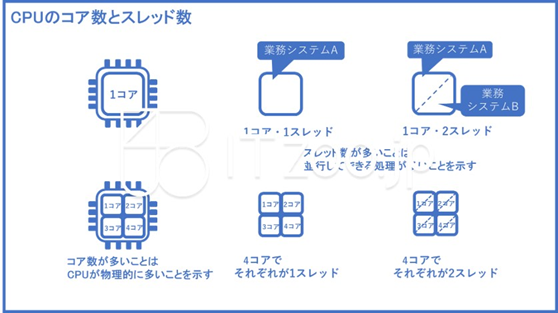 CPUのコア数とスレッド数
業務システムA
業務システムA
1コア
業務
システムB
1コア・1スレッド
1コア・2スレッド
スレッド数が多いことは
並行してできる処理が多いことを示す
1コア 2コア
3コア 4コア
1コア 2コア
3コア 4コア
1コア 2コア
3コア 4コア
コア数が多いことは
CPUが物理的に多いことを示す
4コアで
それぞれが1スレッド
4コアで
それぞれが2スレッド
ITzoo.jp